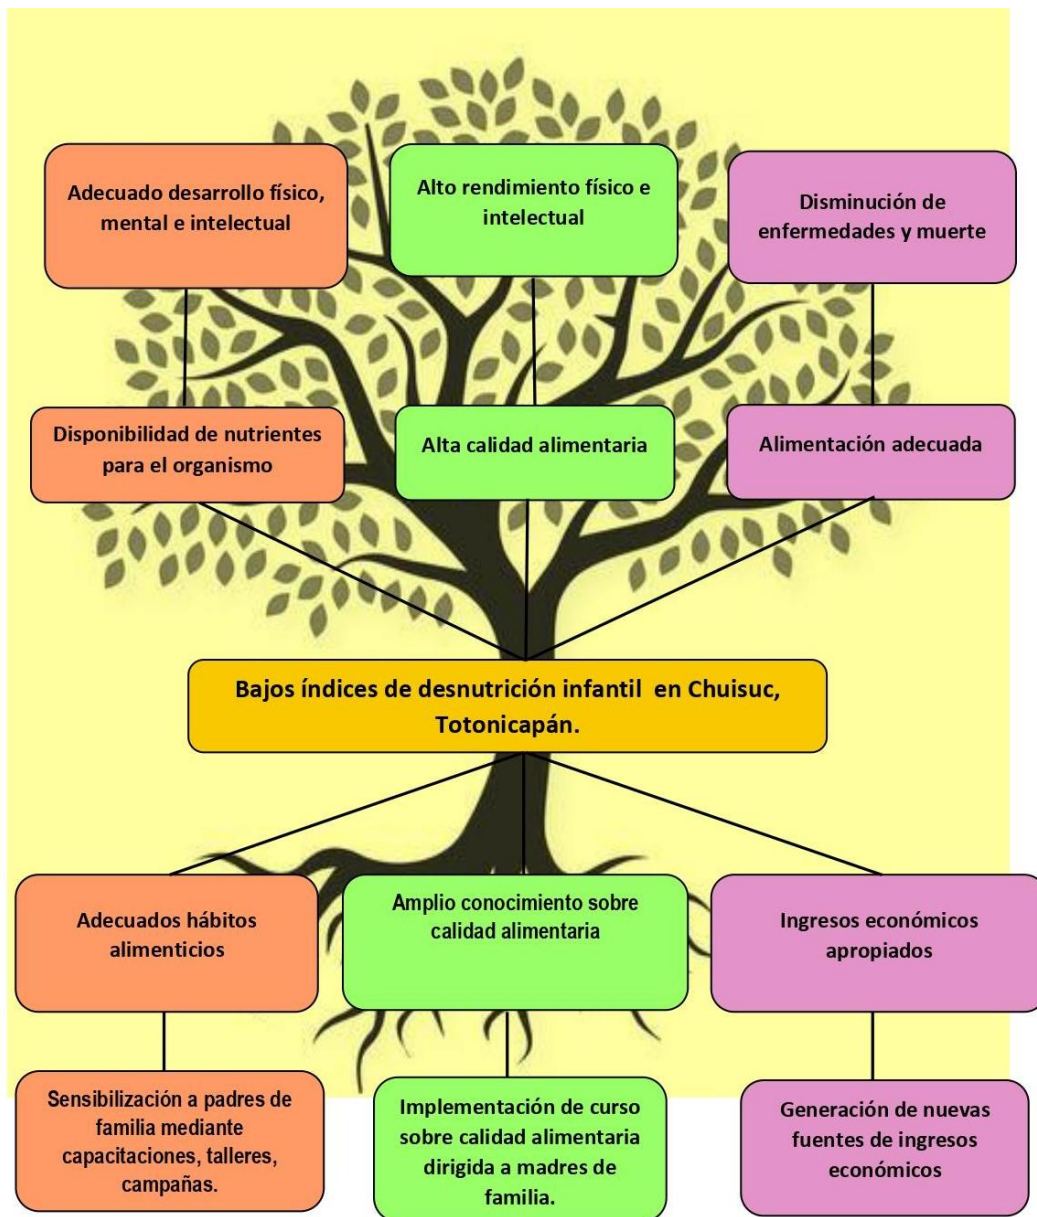 Adecuado desarrollo físico,
mental e intelectual
Alto rendimiento físico e
intelectual
Disminución de
enfermedades y muerte
Disponibilidad de nutrientes
para el organismo
Alta calidad alimentaria
Alimentación adecuada
Bajos índices de desnutrición infantil en Chuisuc,
Totonicapán.
Adecuados hábitos
alimenticios
Amplio conocimiento sobre
calidad alimentaria
Ingresos económicos
apropiados
Sensibilización a padres de
familia mediante
capacitaciones, talleres,
campañas.
Implementación de curso
sobre calidad alimentaria
dirigida a madres de
familia.
Generación de nuevas
fuentes de ingresos
económicos